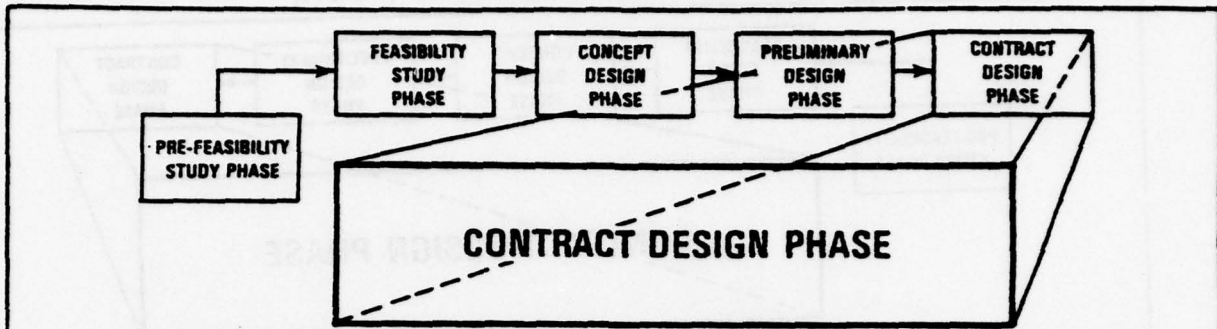 FEASIBILITY
STUDY
PHASE
CONCEPT
DESIGN
PHASE
PRELIMINARY
DESIGN
PHASE
CONTRACT
DESIGN
PHASE
PRE-FEASIBILITY
STUDY PHASE
CONTRACT DESIGN PHASE